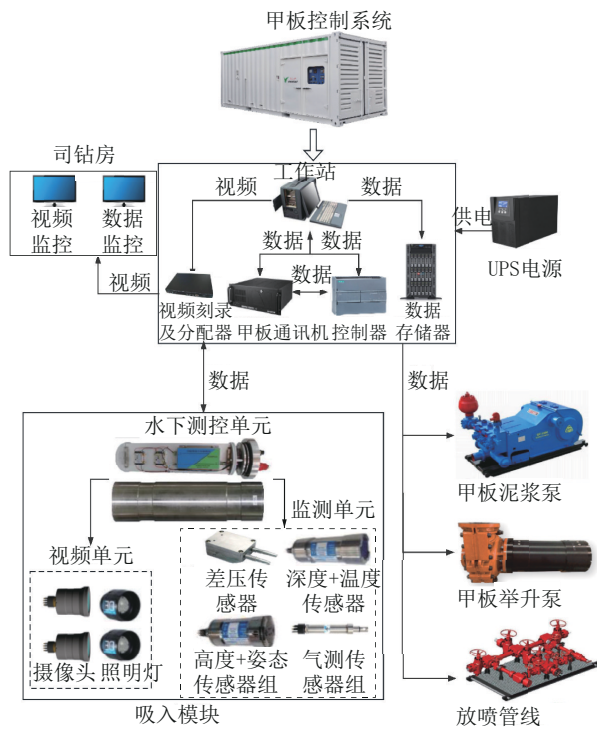 甲板控制系统
司钻房
视频
监控
数据
监控
视频
工作站
视频
数据
数据
数据
数据
视频刻录
及分配器
甲板通讯机
控制器
数据
存储器
供电
UPS电源
数据
数据
水下测控单元
监测单元
视频单元
差压传
感器
深度+温度
传感器
摄像头
照明灯
高度+姿态
传感器组
气测传
感器组
吸入模块
甲板泥浆泵
甲板举升泵
放喷管线